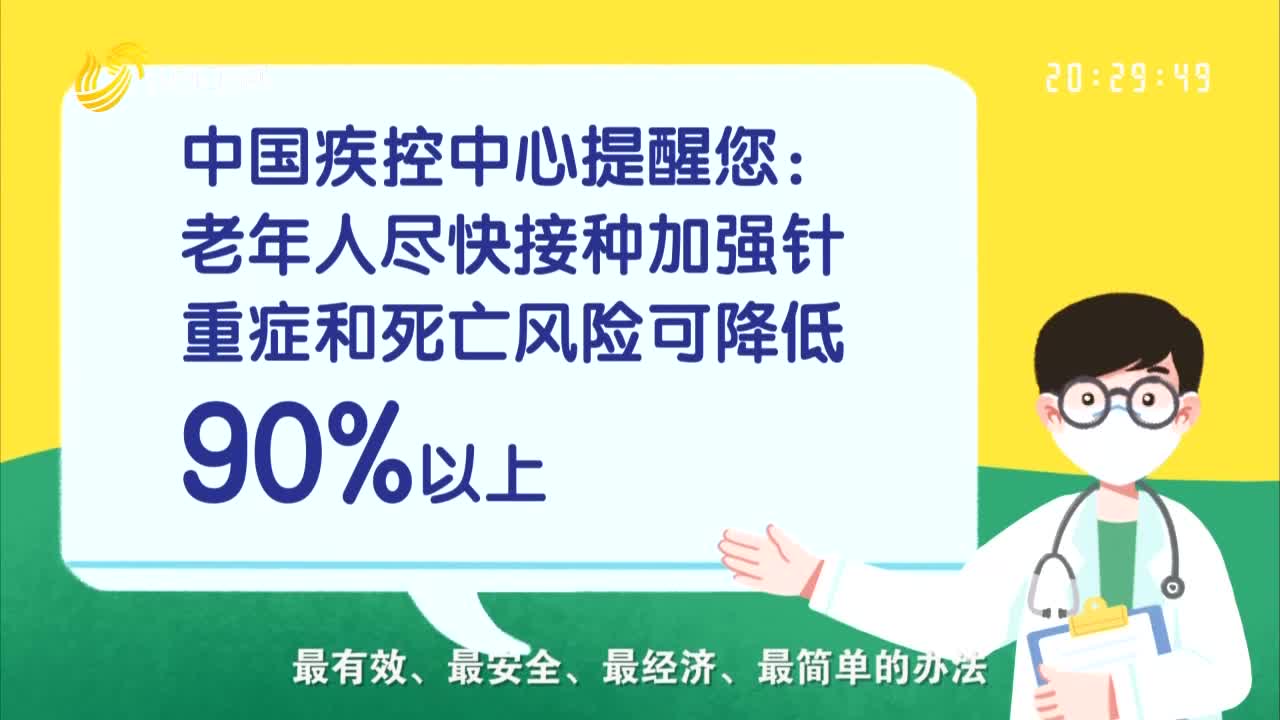 20:29:49
中国疾控中心提醒您：
老年人尽快接种加强针
重症和死亡风险可降低
90%以上
最有效、最安全、最经济、最简单的办法